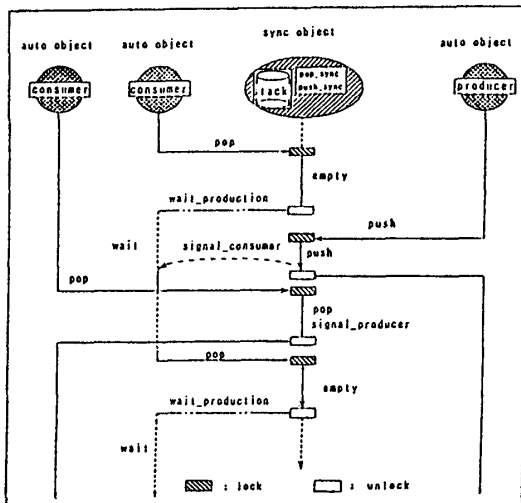 sync object
auto object auto object auto object
consumer consumer tack pop_sync push_sync producer
pop
empty
wait_production
wait
push
signal_consumer
push
pop
pop
signal_producer
pop
empty
wait_production
wait
: lock : unlock